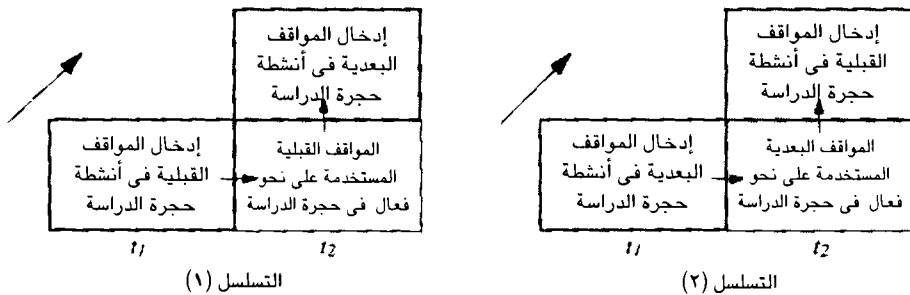 إدخال المواقف
البعدية فى أنشطة
حجرة الدراسة
إدخال المواقف
القبلية فى أنشطة
حجرة الدراسة
المواقف القبلية
المستخدمة على نحو
فعال فى حجرة الدراسة
t1
t2
التسلسل (١)
إدخال المواقف
القبلية فى أنشطة
حجرة الدراسة
إدخال المواقف
البعدية فى أنشطة
حجرة الدراسة
المواقف البعدية
المستخدمة على نحو
فعال فى حجرة الدراسة
t1
t2
التسلسل (٢)